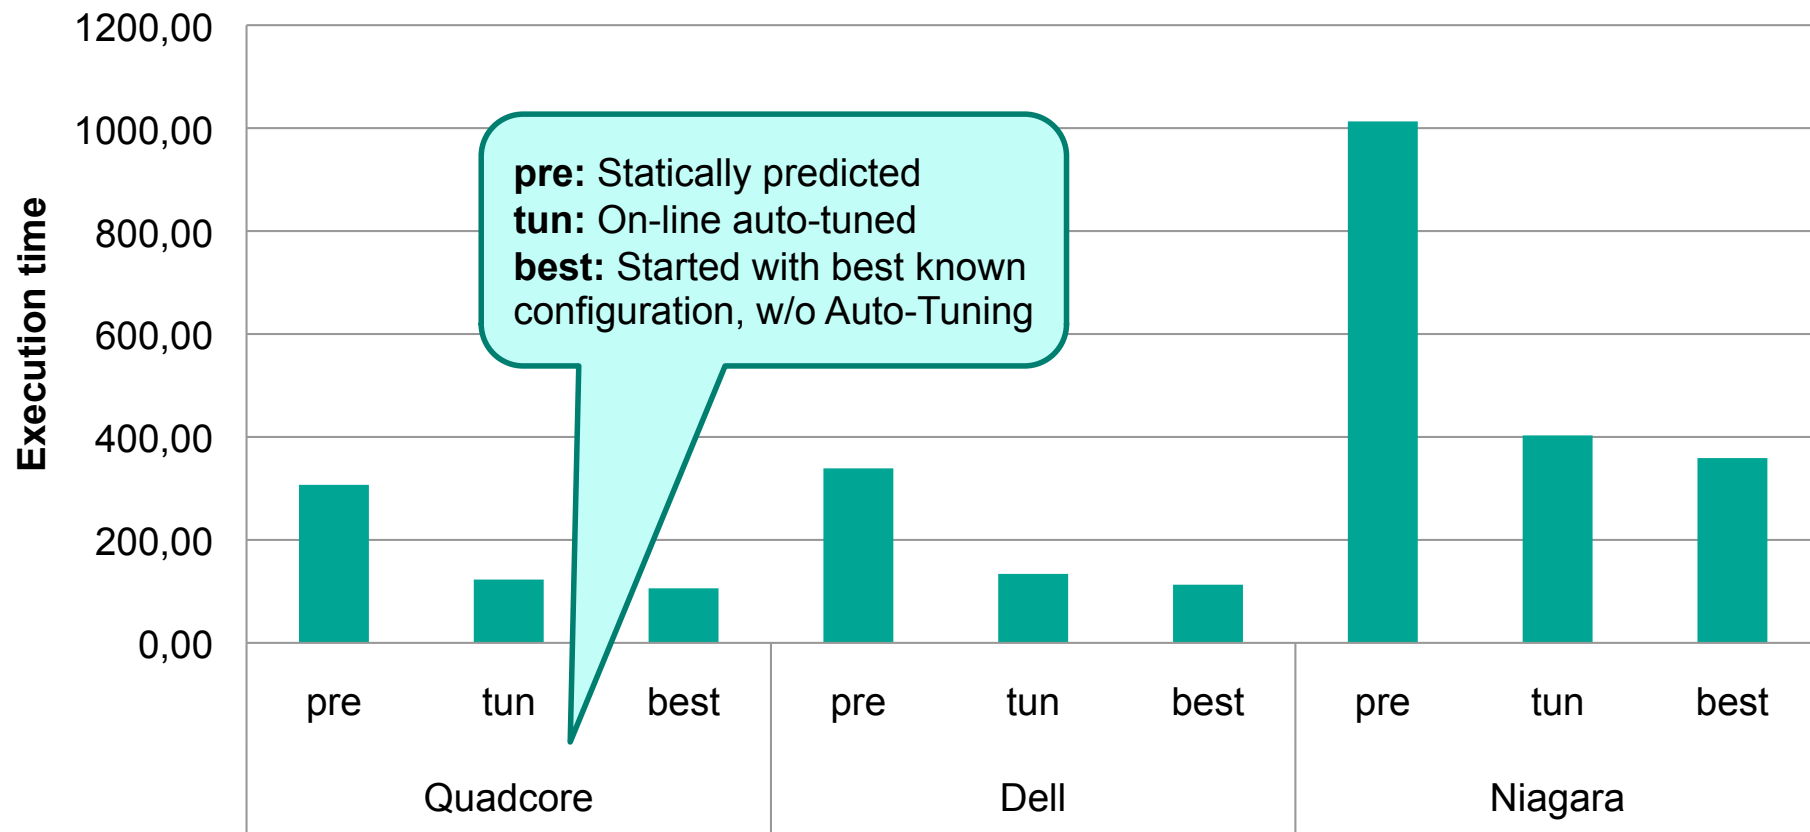 1200,00
1000,00
800,00
600,00
400,00
200,00
0,00
Execution time
pre: Statically predicted
tun: On-line auto-tuned
best: Started with best known
configuration, w/o Auto-Tuning
pre tun best pre tun best pre tun best
Quadcore Dell Niagara